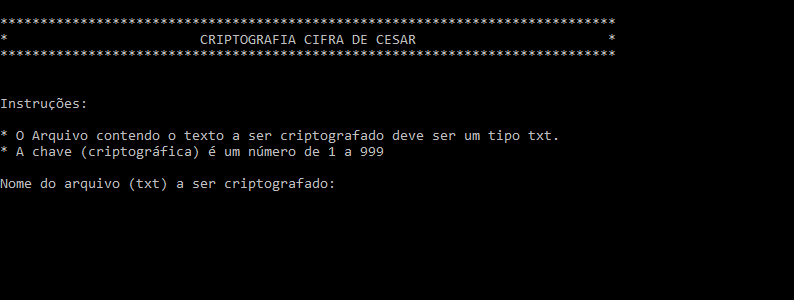 *****************************************************************************
*                        CRIPTOGRAFIA CIFRA DE CESAR                        *
*****************************************************************************
Instruções:
* O Arquivo contendo o texto a ser criptografado deve ser um tipo txt.
* A chave (criptográfica) é um número de 1 a 999
Nome do arquivo (txt) a ser criptografado: